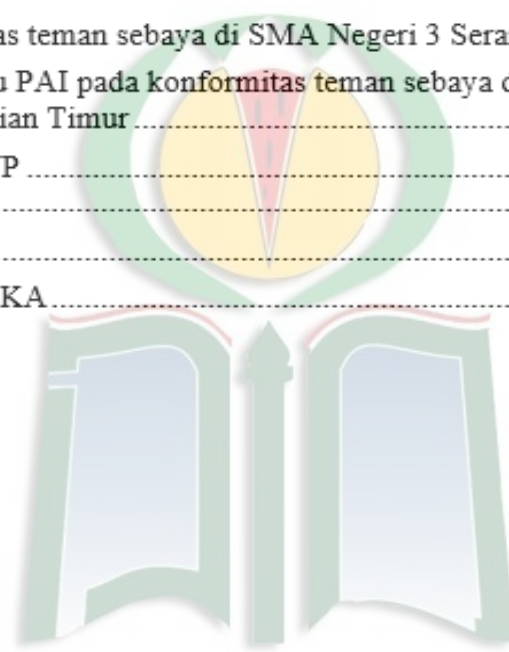 as teman sebaya di SMA Negeri 3 Sera
u PAI pada konformitas teman sebaya d
ian Timur ................................................................
P ................................................................................
....................................................................................
....................................................................................
KA .............................................................................